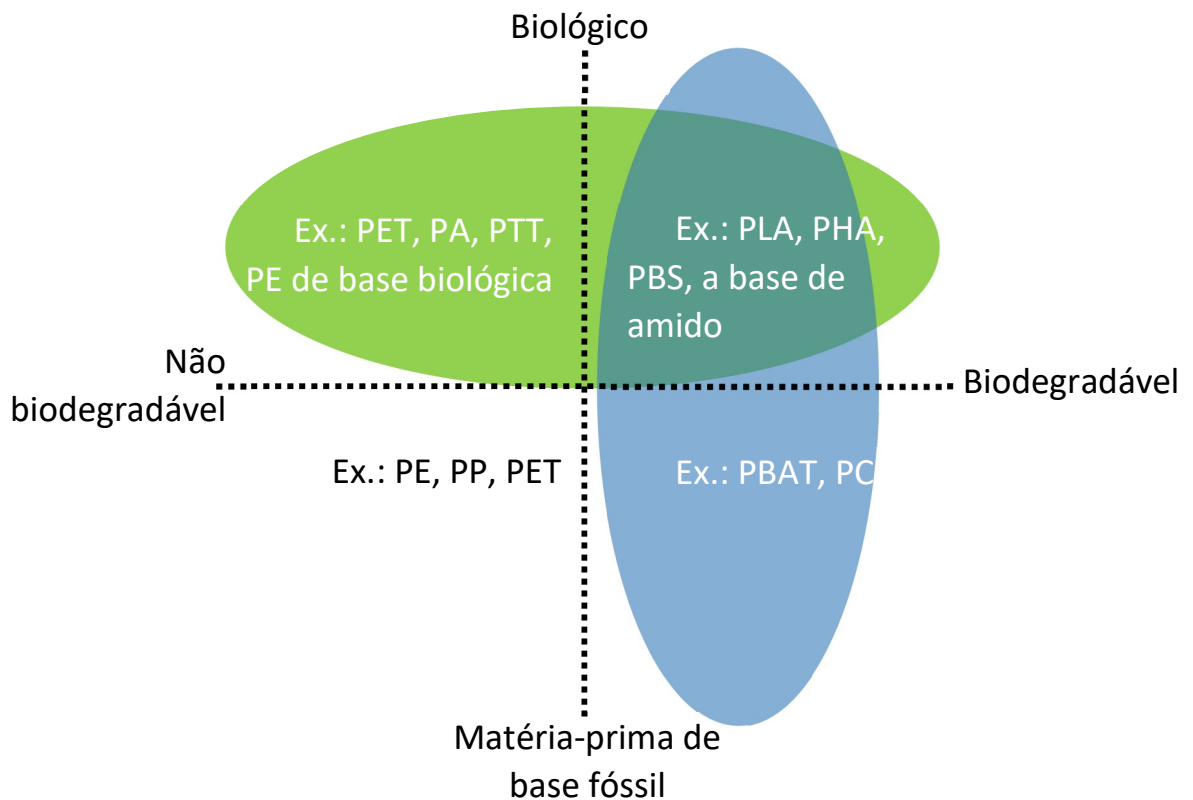 Biológico
Ex.: PET, PA, PTT,
PE de base biológica
Ex.: PLA, PHA,
PBS, a base de
amido
Não
biodegradável
Biodegradável
Ex.: PE, PP, PET
Ex.: PBAT, PC
Matéria-prima de
base fóssil